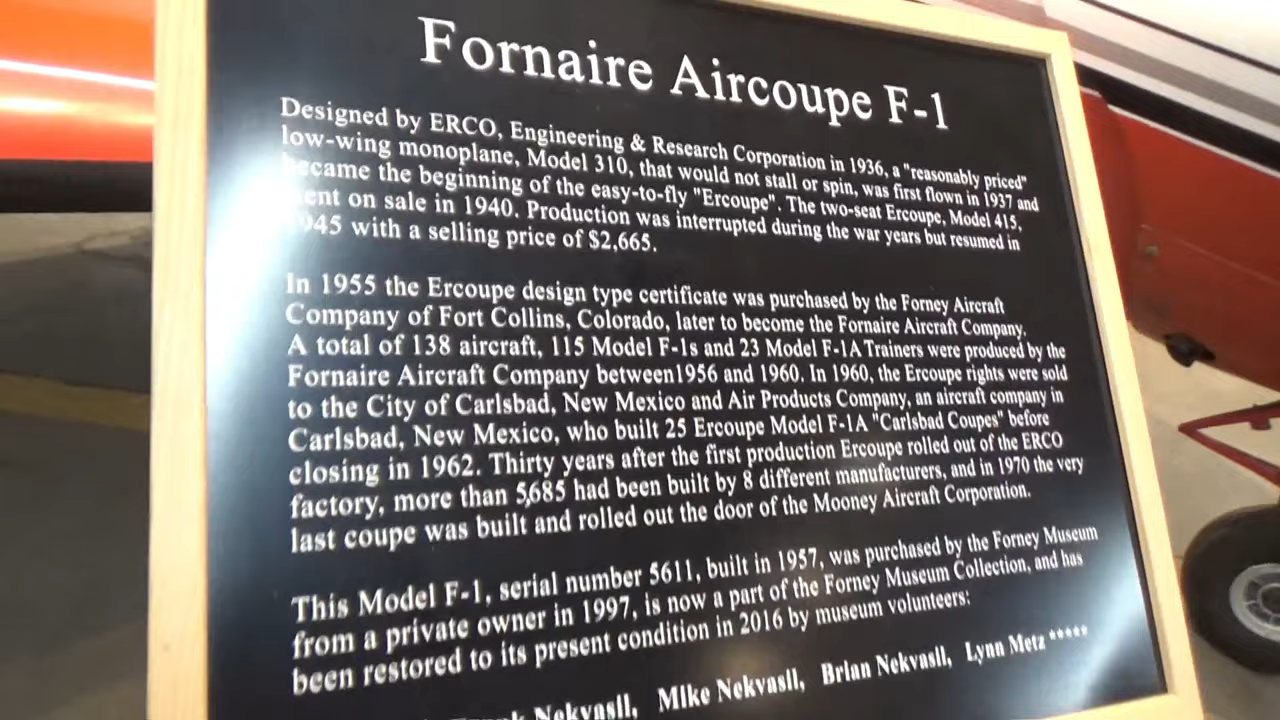 Fornaire Aircoupe F-1
Designed by ERCO, Engineering & Research Corporation in 1936, a "reasonably priced"
low-wing monoplane, Model 310, that would not stall or spin, was first flown in 1937 and
became the beginning of the easy-to-fly "Ercoupe". The two-seat Ercoupe, Model 415,
went on sale in 1940. Production was interrupted during the war years but resumed in
1945 with a selling price of $2,665.
In 1955 the Ercoupe design type certificate was purchased by the Forney Aircraft
Company of Fort Collins, Colorado, later to become the Fornaire Aircraft Company.
A total of 138 aircraft, 115 Model F-1s and 23 Model F-1A Trainers were produced by the
Fornaire Aircraft Company between1956 and 1960. In 1960, the Ercoupe rights were sold
to the City of Carlsbad, New Mexico and Air Products Company, an aircraft company in
Carlsbad, New Mexico, who built 25 Ercoupe Model F-1A "Carlsbad Coupes" before
closing in 1962. Thirty years after the first production Ercoupe rolled out of the ERCO
factory, more than 5,685 had been built by 8 different manufacturers, and in 1970 the very
last coupe was built and rolled out the door of the Mooney Aircraft Corporation.
This Model F-1, serial number 5611, built in 1957, was purchased by the Forney Museum
from a private owner in 1997, is now a part of the Forney Museum Collection, and has
been restored to its present condition in 2016 by museum volunteers:
Nekvasil, Mike Nekvasil, Brian Nekvasil, Lynn Metz *****